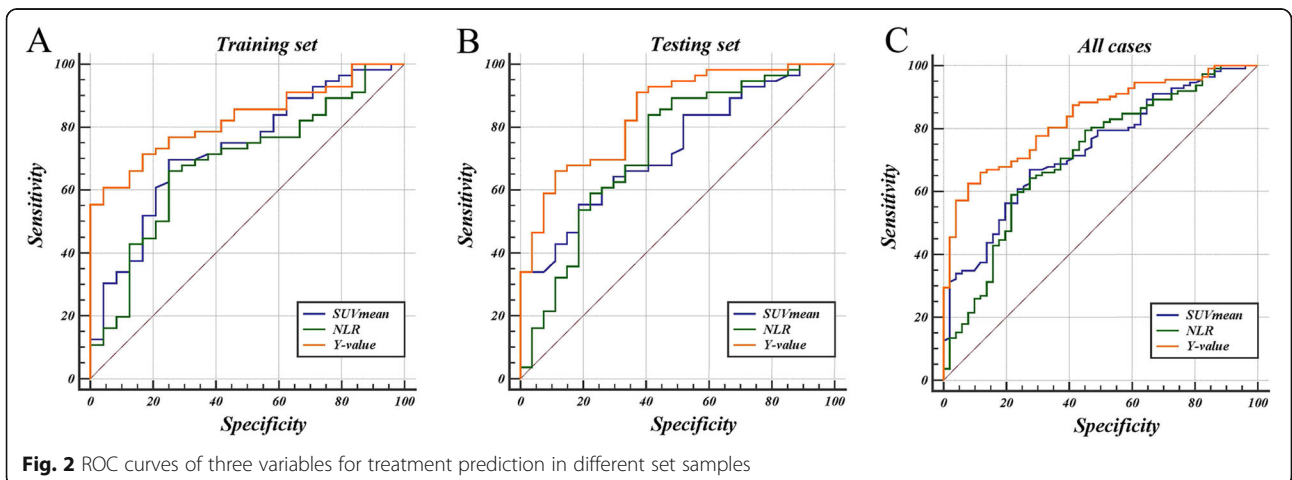 A
Training set
100
80
60
40
20
0
Sensitivity
0 20 40 60 80 100
Specificity
SUVmean
NLR
Y-value
B
Testing set
100
80
60
40
20
0
Sensitivity
0 20 40 60 80 100
Specificity
SUVmean
NLR
Y-value
C
All cases
100
80
60
40
20
0
Sensitivity
0 20 40 60 80 100
Specificity
SUVmean
NLR
Y-value
Fig. 2 ROC curves of three variables for treatment prediction in different set samples